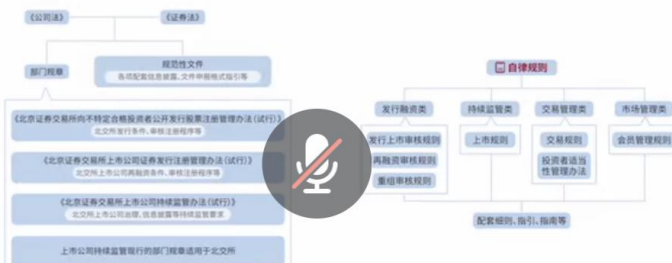 《公司法》
《证券法》
部门规章
规范性文件
各项配套信息披露、文件申报格式指引等
《北京证券交易所向不特定合格投资者公开发行股票注册管理办法(试行)》
北交所发行条件、审核注册程序等
《北京证券交易所上市公司证券发行注册管理办法(试行)》
北交所上市公司再融资条件、审核注册程序等
《北京证券交易所上市公司持续监管办法(试行)》
北交所上市公司治理、信息披露等持续监管要求
上市公司持续监管现行的部门规章适用于北交所
自律规则
发行融资类
持续监管类
交易管理类
市场管理类
发行上市审核规则
再融资审核规则
重组审核规则
上市规则
交易规则
投资者适当
性管理办法
会员管理规则
配套细则、指引、指南等